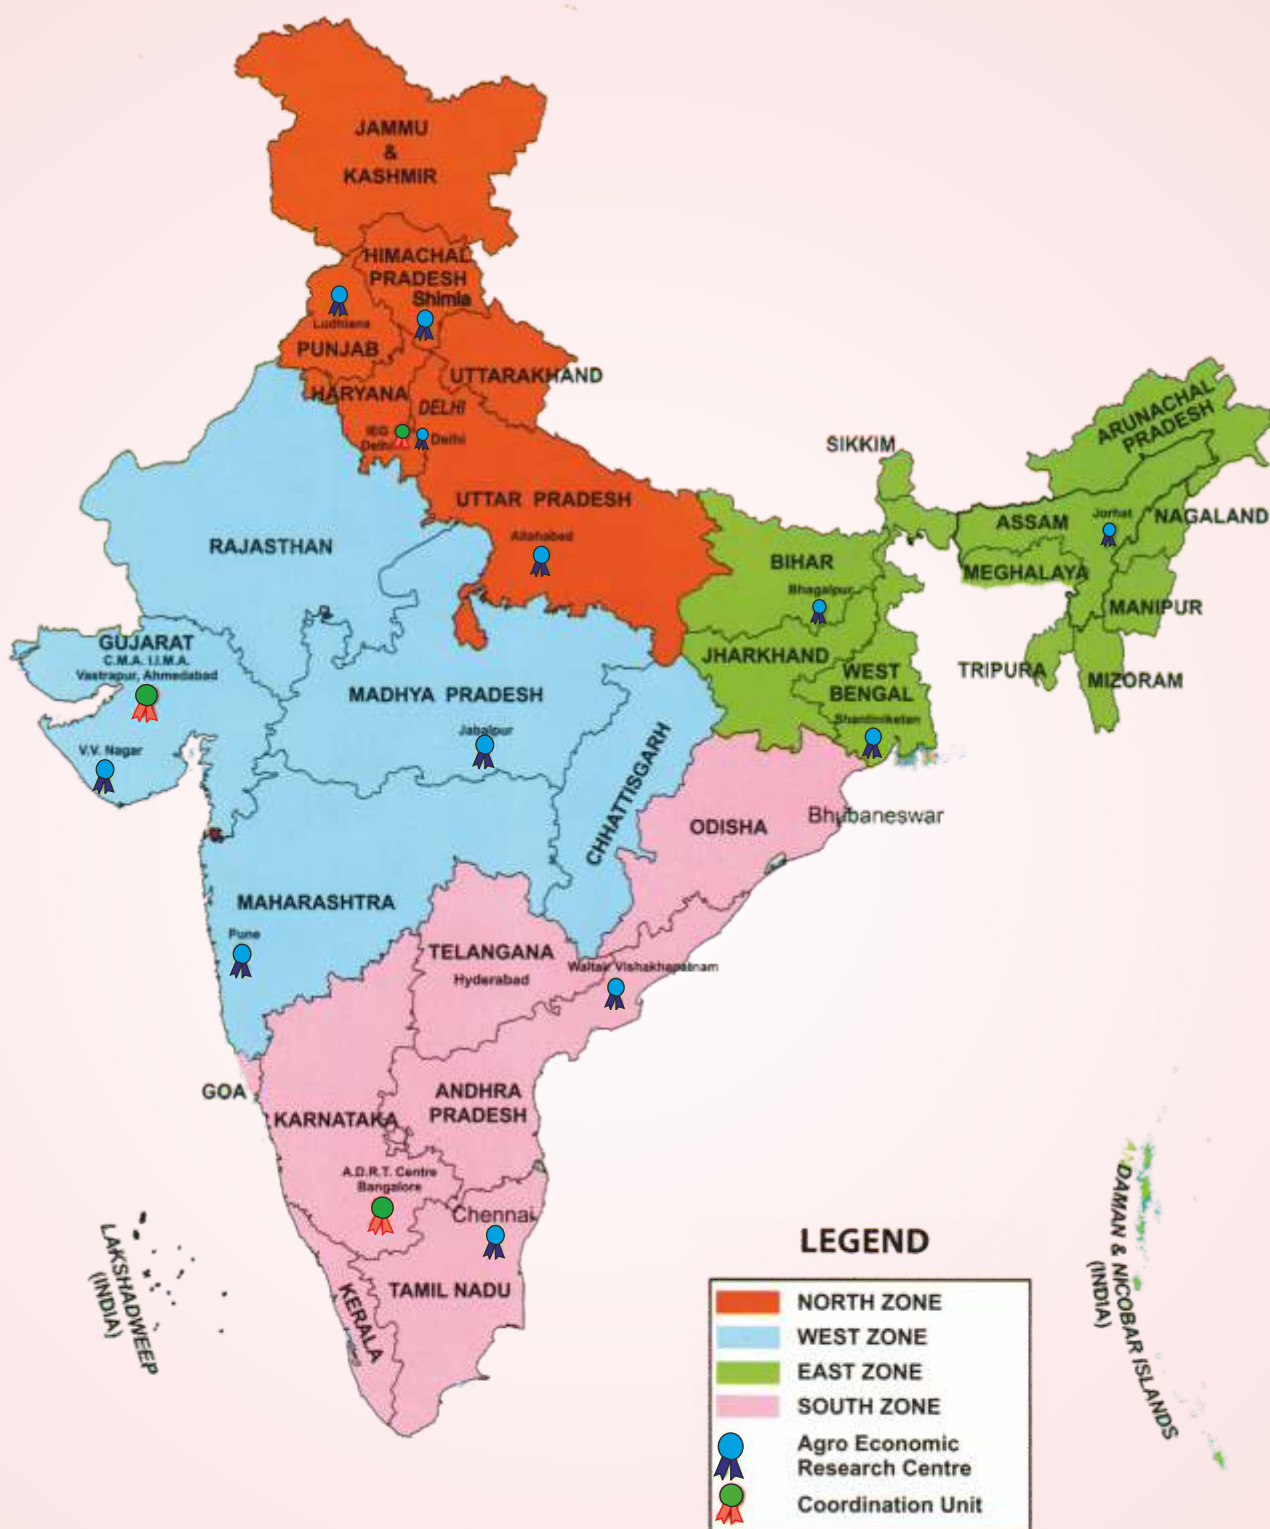 JAMMU
&
KASHMIR
HIMACHAL
PRADESH
Shimla
Ludhiana
PUNJAB
UTTARAKHAND
HARYANA
DELHI
IEG
Delhi
Delhi
UTTAR PRADESH
Allahabad
RAJASTHAN
SIKKIM
ARUNACHAL
PRADESH
ASSAM
Jorhat
NAGALAND
MEGHALAYA
MANIPUR
TRIPURA
MIZORAM
BIHAR
Bhagalpur
JHARKHAND
WEST
BENGAL
Shantiniketan
GUJARAT
C.M.A. I.I.M.A.
Vastrapur, Ahmedabad
V.V. Nagar
MADHYA PRADESH
Jabalpur
CHHATTISGARH
ODISHA
Bhubaneswar
MAHARASHTRA
Pune
TELANGANA
Hyderabad
Waltair Vishakhapatnam
GOA
KARNATAKA
ANDHRA
PRADESH
A.D.R.T. Centre
Bangalore
Chennai
TAMIL NADU
KERALA
LAKSHADWEEP
(INDIA)
DAMAN & NICOBAR ISLANDS
(INDIA)
LEGEND
NORTH ZONE
WEST ZONE
EAST ZONE
SOUTH ZONE
Agro Economic
Research Centre
Coordination Unit